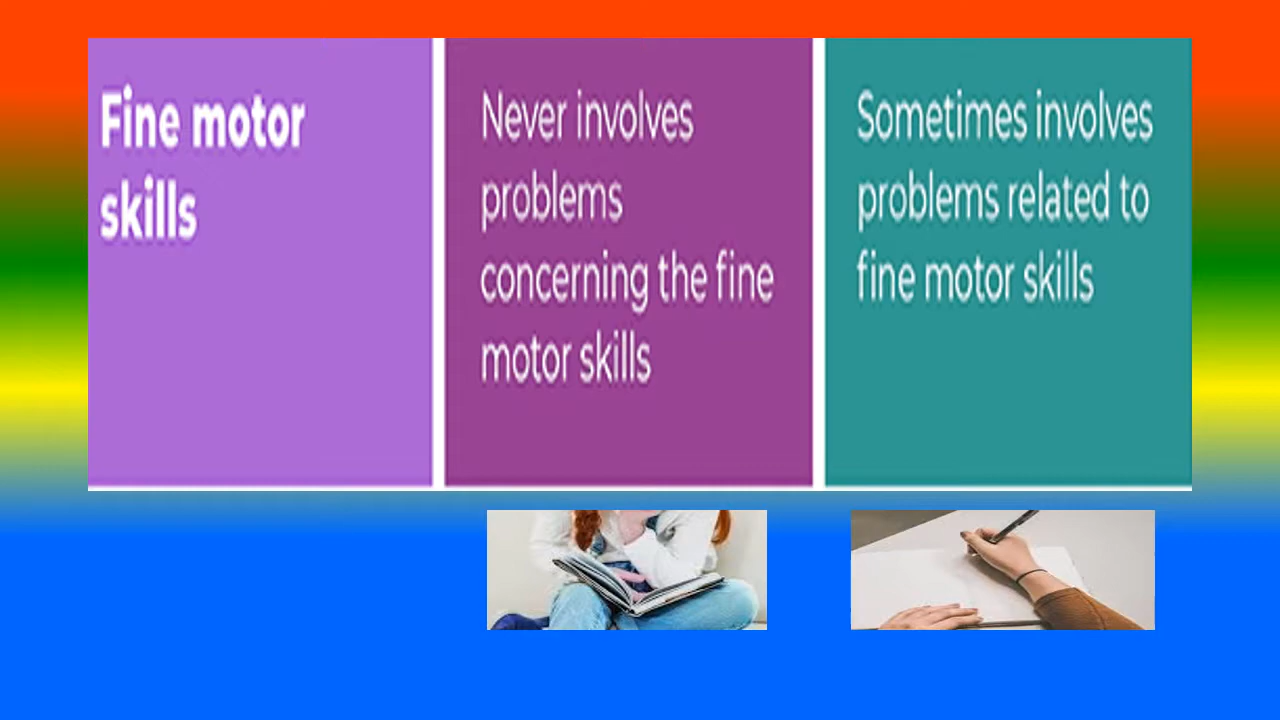 Fine motor
skills
Never involves
problems
concerning the fine
motor skills
Sometimes involves
problems related to
fine motor skills